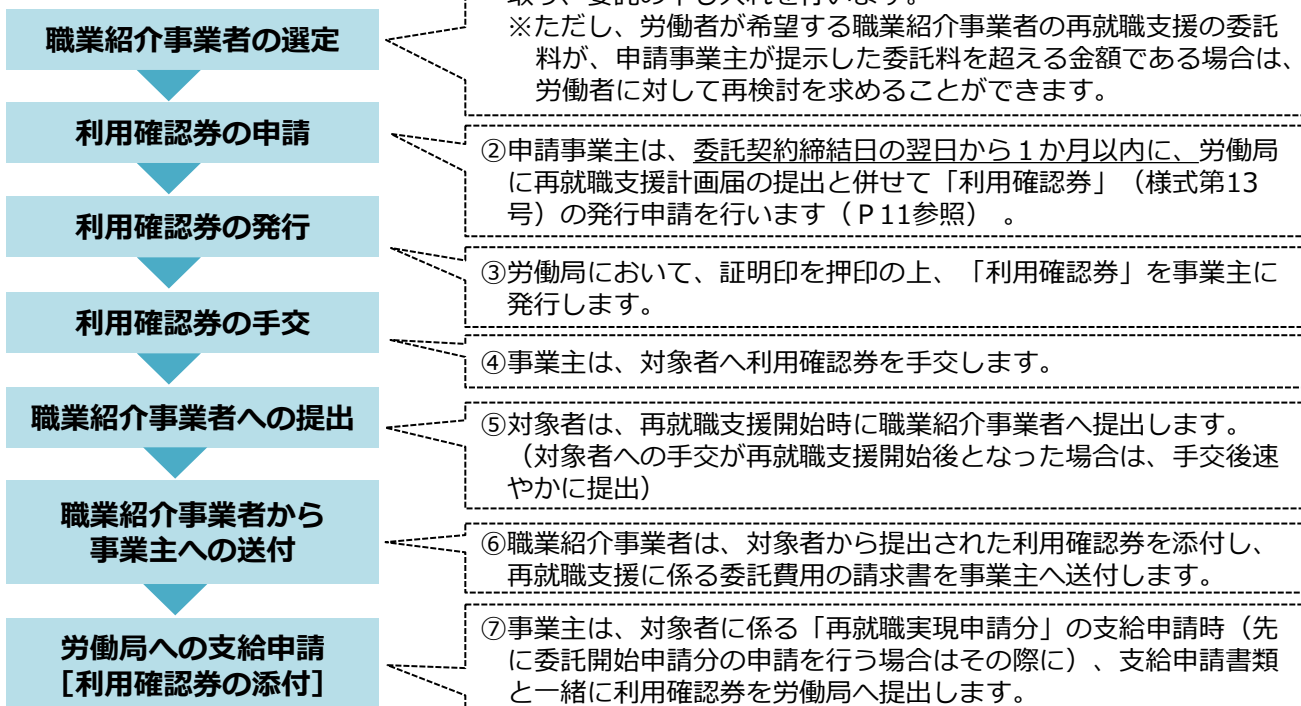 取り、委託の申し入れを行います。
職業紹介事業者の選定
※ただし、労働者が希望する職業紹介事業者の再就職支援の委託
料が、申請事業主が提示した委託料を超える金額である場合は、
労働者に対して再検討を求めることができます。
利用確認券の申請
②申請事業主は、委託契約締結日の翌日から１か月以内に、労働局
に再就職支援計画届の提出と併せて「利用確認券」（様式第13
号）の発行申請を行います（Ｐ11参照） 。
利用確認券の発行
③労働局において、証明印を押印の上、「利用確認券」を事業主に
発行します。
利用確認券の手交
④事業主は、対象者へ利用確認券を手交します。
職業紹介事業者への提出
⑤対象者は、再就職支援開始時に職業紹介事業者へ提出します。
（対象者への手交が再就職支援開始後となった場合は、手交後速
やかに提出）
職業紹介事業者から
事業主への送付
⑥職業紹介事業者は、対象者から提出された利用確認券を添付し、
再就職支援に係る委託費用の請求書を事業主へ送付します。
労働局への支給申請
［利用確認券の添付］
⑦事業主は、対象者に係る「再就職実現申請分」の支給申請時（先
に委託開始申請分の申請を行う場合はその際に）、支給申請書類
と一緒に利用確認券を労働局へ提出します。